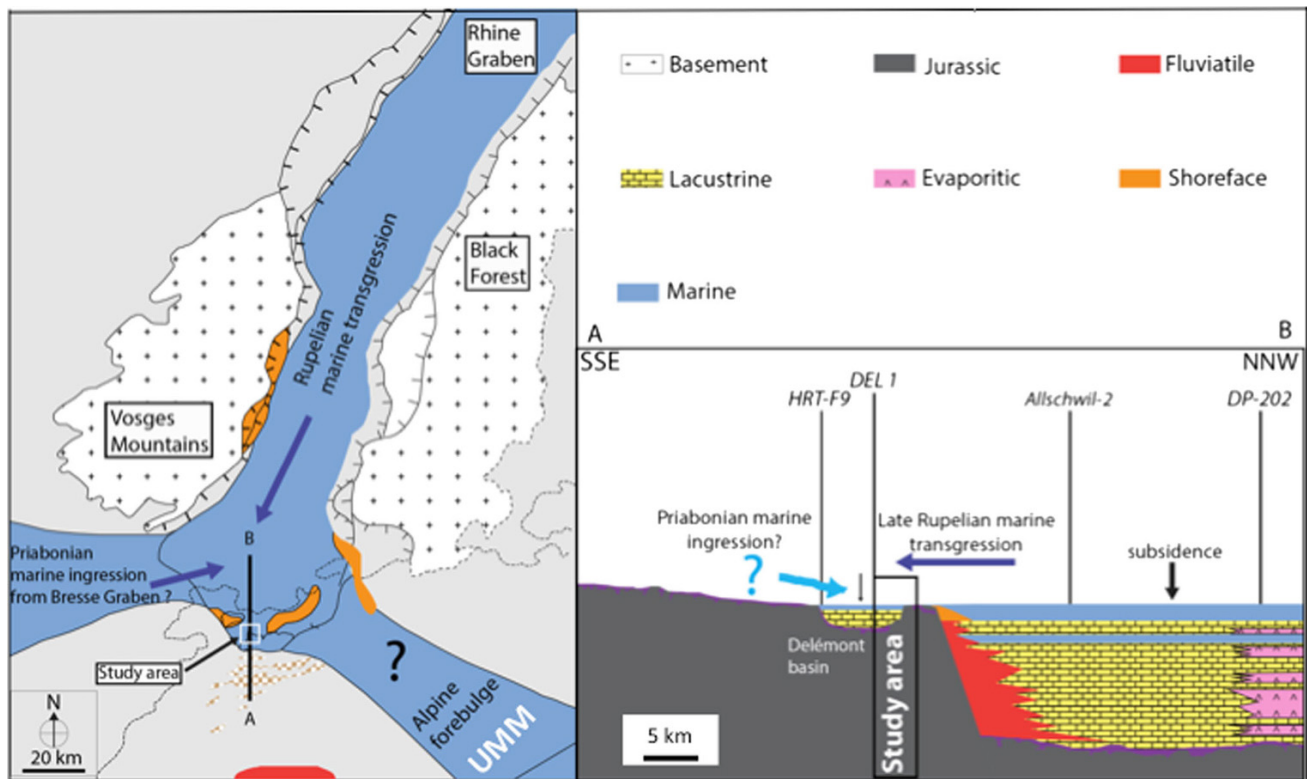 Rhine
Graben
Black
Forest
Rupelian
marine transgression
Vosges
Mountains
Priabonian
marine ingression
from Bresse Graben ?
B
Study area
A
?
Alpine
forebulge
UMM
N
20 km
Basement
Jurassic
Fluviatile
Lacustrine
Evaporitic
Shoreface
Marine
A
B
SSE
NNW
HRT-F9
DEL 1
Allschwil-2
DP-202
Priabonian marine
ingression?
?
Late Rupelian marine
transgression
subsidence
Delémont
basin
Study area
5 km